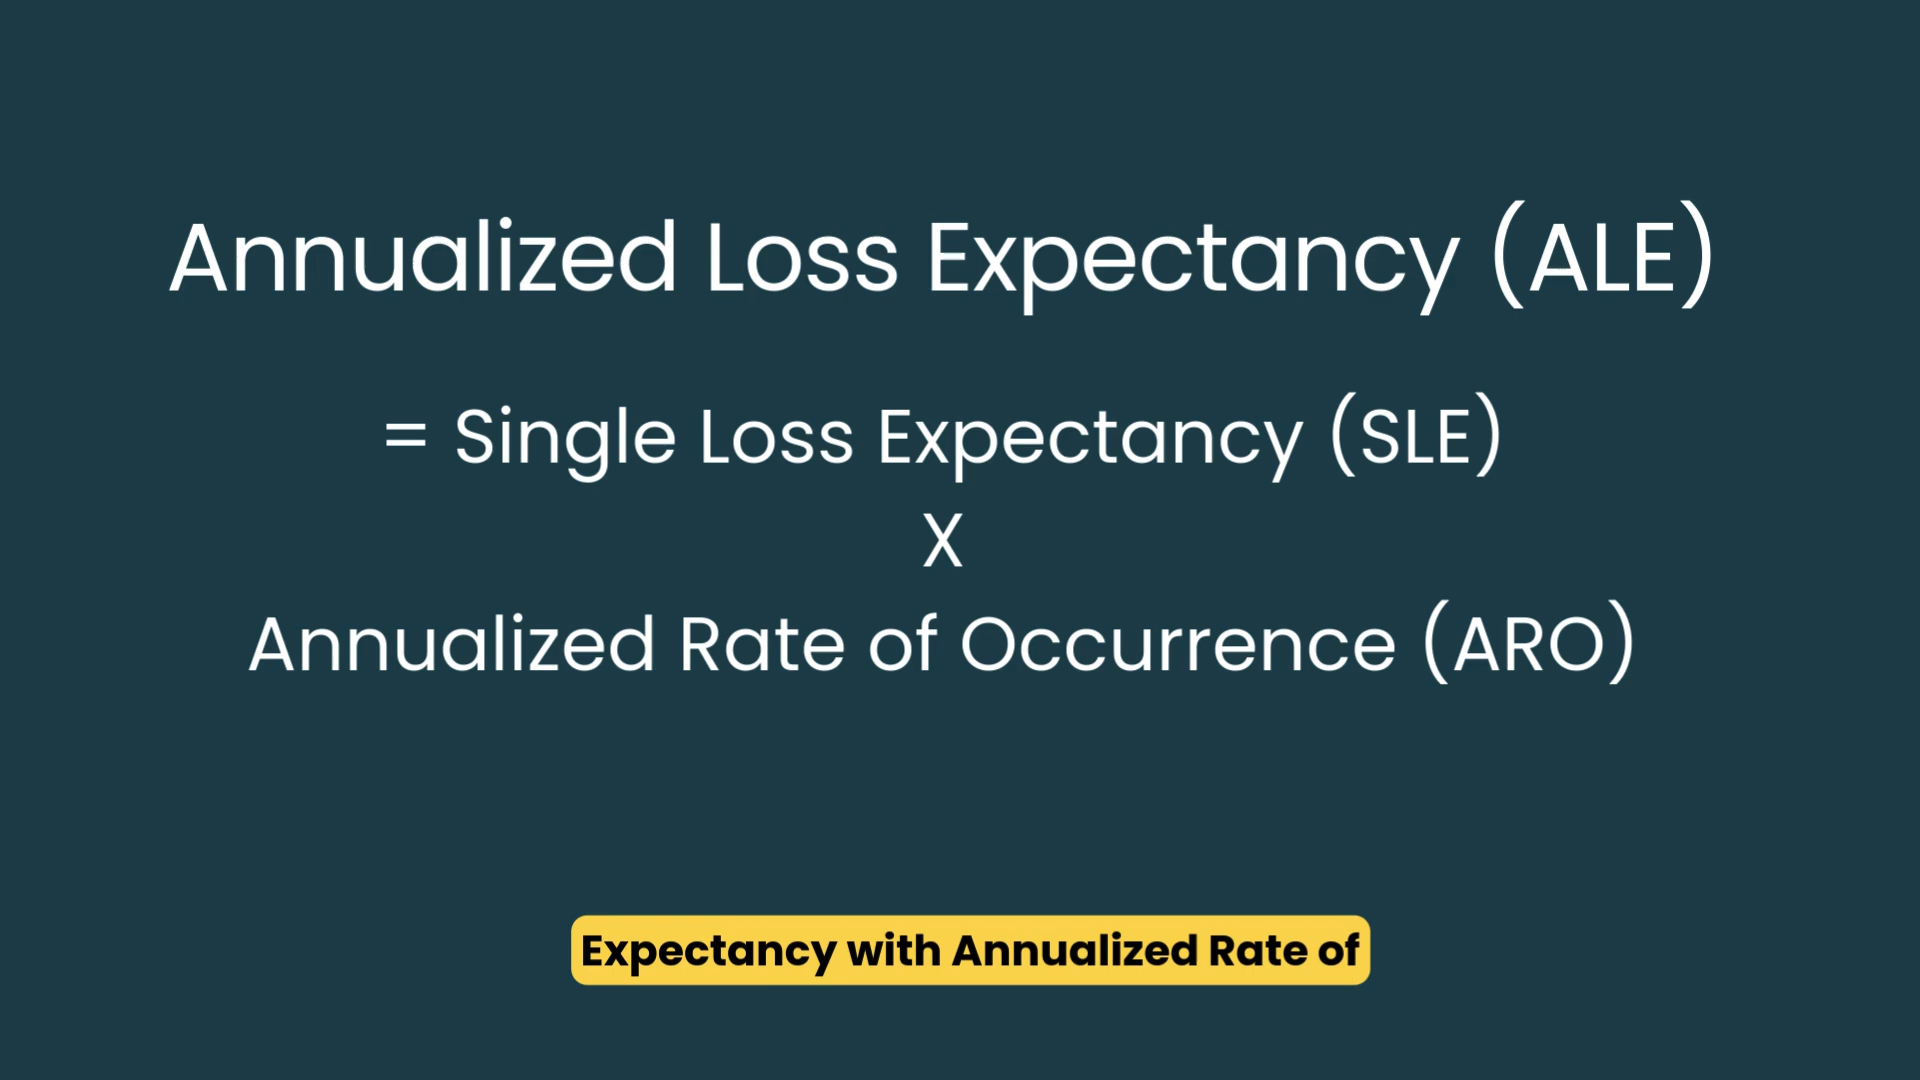 Annualized Loss Expectancy (ALE)
= Single Loss Expectancy (SLE)
X
Annualized Rate of Occurrence (ARO)
Expectancy with Annualized Rate of